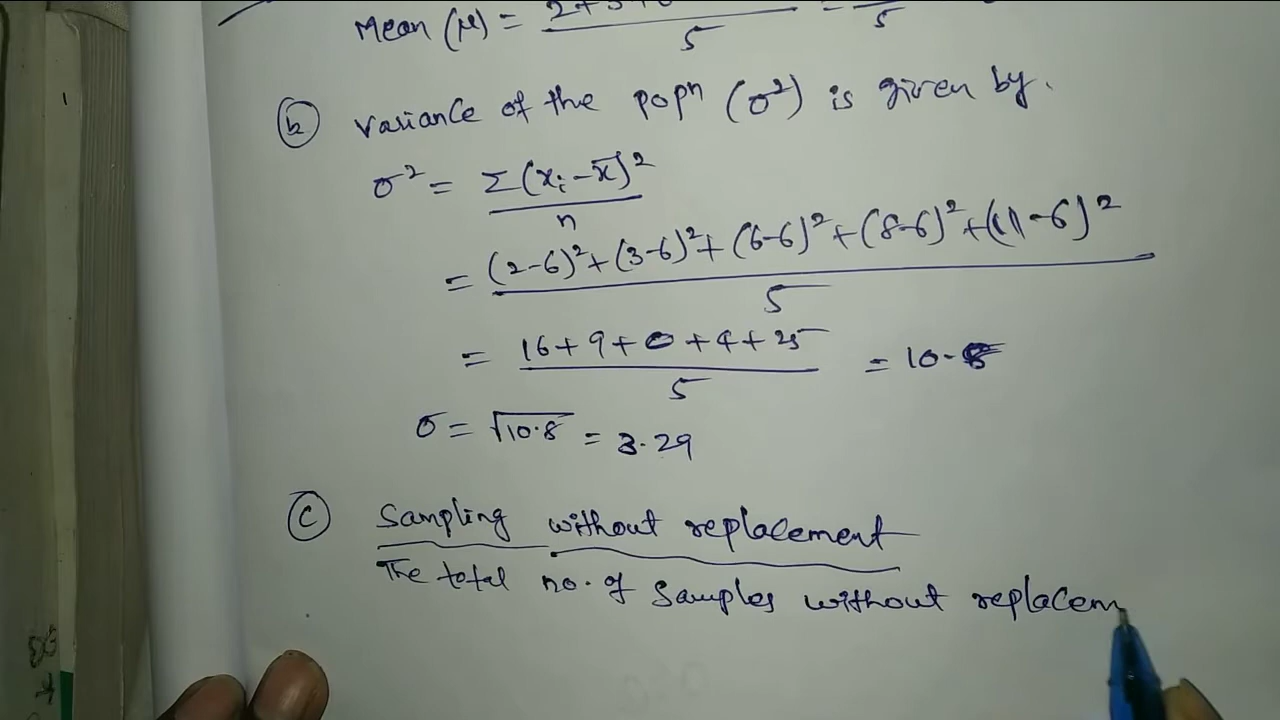 Mean (μ) = 2+3+
5
5
(b) variance of the popⁿ (σ²) is given by.
σ² = Σ(xᵢ-x̄)²
n
= (2-6)²+(3-6)²+(6-6)²+(8-6)²+(11-6)²
5
= 16+9+0+4+25 = 10.8
5
σ = √10.8 = 3.29
(c) Sampling without replacement
The total no. of samples without replacem